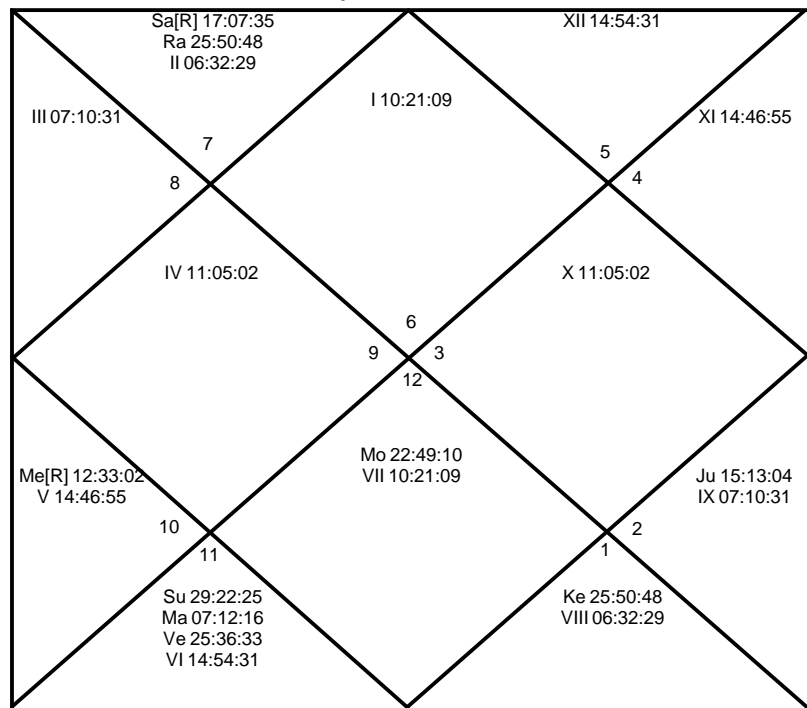 Sa[R] 17:07:35
Ra 25:50:48
II 06:32:29
XII 14:54:31
I 10:21:09
III 07:10:31
XI 14:46:55
7
5
8
4
IV 11:05:02
X 11:05:02
6
9
3
12
Mo 22:49:10
VII 10:21:09
Me[R] 12:33:02
V 14:46:55
Ju 15:13:04
IX 07:10:31
10
2
11
1
Su 29:22:25
Ma 07:12:16
Ve 25:36:33
VI 14:54:31
Ke 25:50:48
VIII 06:32:29